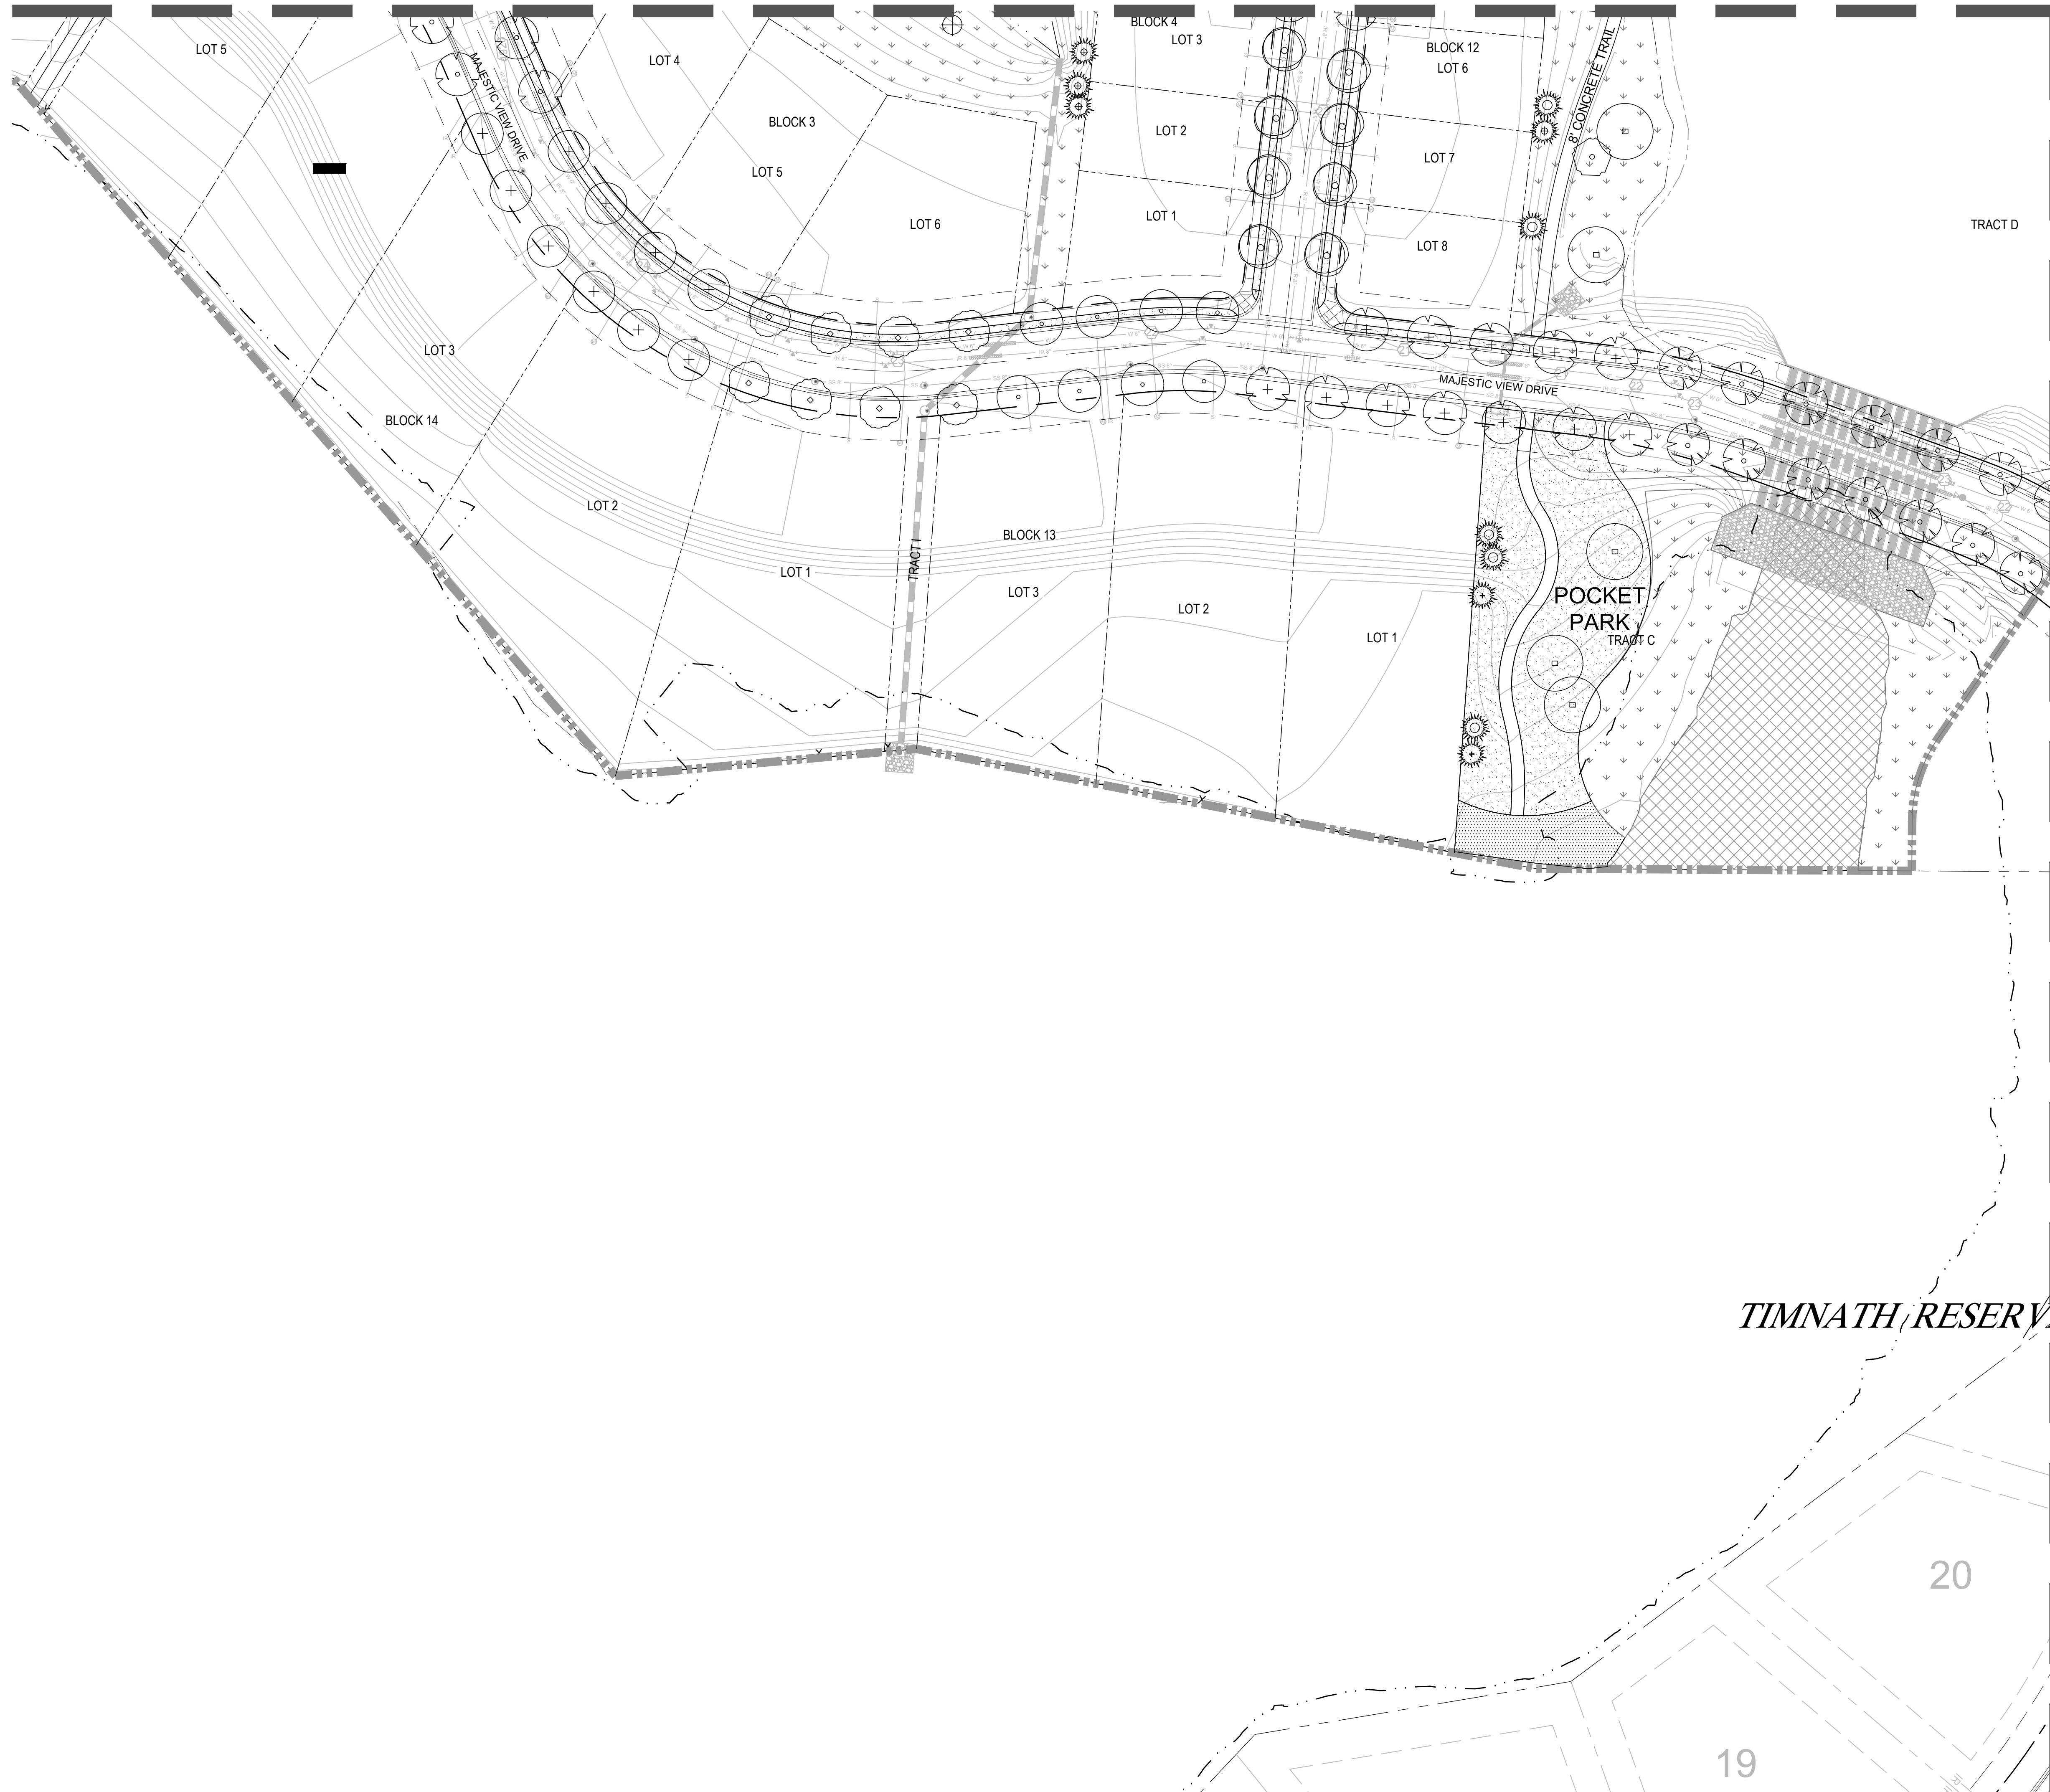 BLOCK 4
LOT 3
LOT 5
LOT 4
BLOCK 12
LOT 6
8' CONCRETE TRAIL
MAJESTIC VIEW DRIVE
BLOCK 3
LOT 2
LOT 7
LOT 5
LOT 1
LOT 6
LOT 8
TRACT D
LOT 3
MAJESTIC VIEW DRIVE
BLOCK 14
LOT 2
BLOCK 13
TRACT I
LOT 1
LOT 3
LOT 2
POCKET
PARK
LOT 1
TRACT C
TIMNATH RESERV
20
19